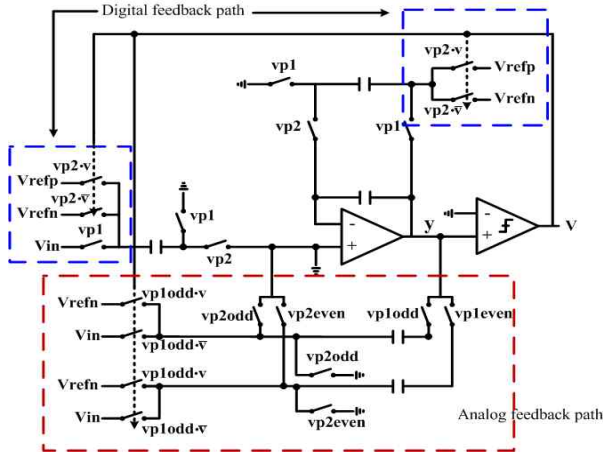 Digital feedback path
vp1
vp2·v
Vrefp
Vrefn
vp2·v̅
vp2
vp1
vp2·v
Vrefp
vp2·v̅
Vrefn
vp1
Vin
vp1
vp2
-
+
y
-
+
V
Vrefn
vp1odd·v
Vin
vp1odd·v̅
vp2odd
vp2even
vp1odd
vp1even
vp2odd
Vrefn
vp1odd·v
Vin
vp1odd·v̅
vp2even
Analog feedback path